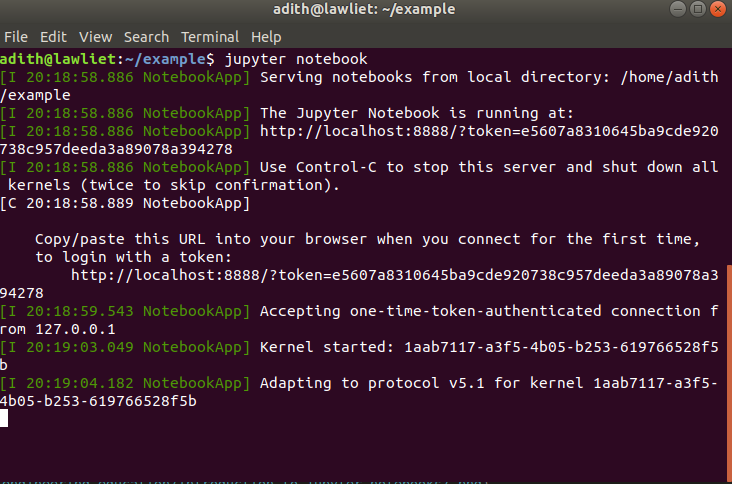 adith@lawliet: ~/example
File Edit View Search Terminal Help
adith@lawliet:~/example$ jupyter notebook
[I 20:18:58.886 NotebookApp] Serving notebooks from local directory: /home/adith
/example
[I 20:18:58.886 NotebookApp] The Jupyter Notebook is running at:
[I 20:18:58.886 NotebookApp] http://localhost:8888/?token=e5607a8310645ba9cde920
738c957deeda3a89078a394278
[I 20:18:58.886 NotebookApp] Use Control-C to stop this server and shut down all
 kernels (twice to skip confirmation).
[C 20:18:58.889 NotebookApp]
    Copy/paste this URL into your browser when you connect for the first time,
    to login with a token:
        http://localhost:8888/?token=e5607a8310645ba9cde920738c957deeda3a89078a3
94278
[I 20:18:59.543 NotebookApp] Accepting one-time-token-authenticated connection f
rom 127.0.0.1
[I 20:19:03.049 NotebookApp] Kernel started: 1aab7117-a3f5-4b05-b253-619766528f5
b
[I 20:19:04.182 NotebookApp] Adapting to protocol v5.1 for kernel 1aab7117-a3f5-
4b05-b253-619766528f5b